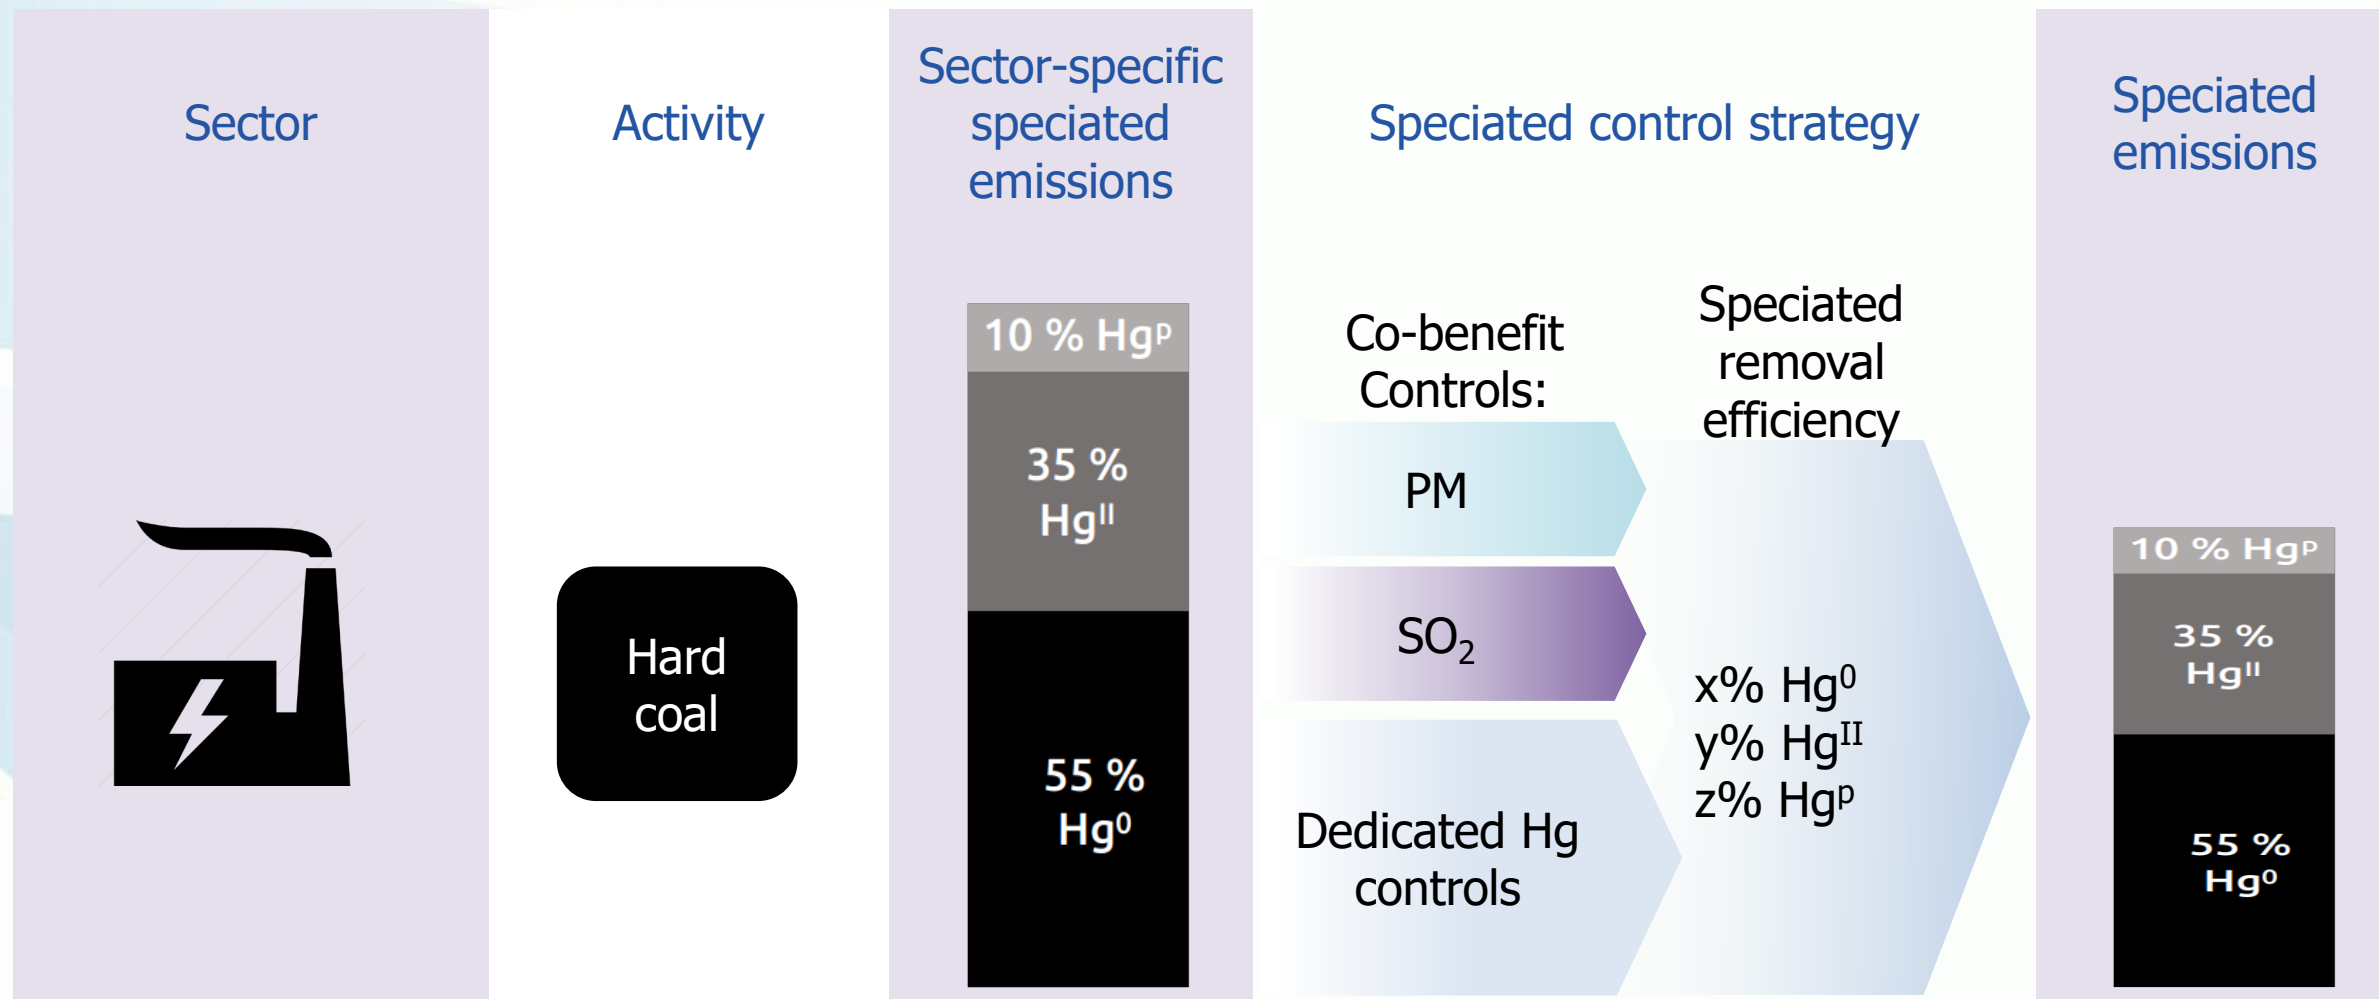 Sector
Activity
Sector-specific
speciated
emissions
Speciated control strategy
Speciated
emissions
Hard
coal
10 % Hgᵖ
35 %
Hgᴵᴵ
55 %
Hg⁰
Co-benefit
Controls:
PM
SO₂
Dedicated Hg
controls
Speciated
removal
efficiency
x% Hg⁰
y% Hgᴵᴵ
z% Hgᵖ
10 % Hgᵖ
35 %
Hgᴵᴵ
55 %
Hg⁰